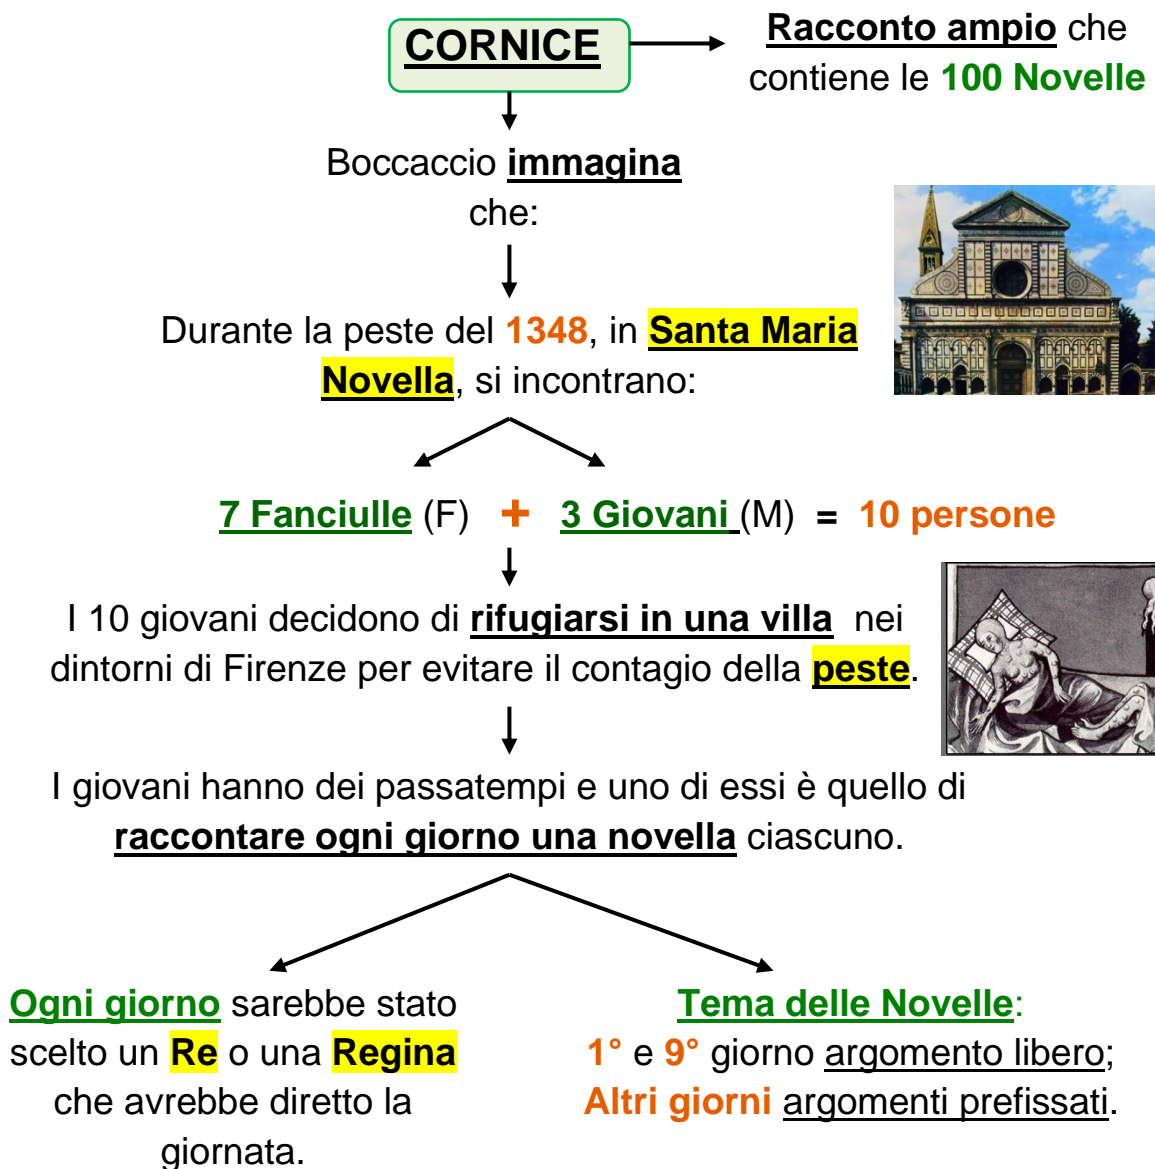 CORNICE
Racconto ampio che
contiene le 100 Novelle
Boccaccio immagina
che:
Durante la peste del 1348, in Santa Maria
Novella, si incontrano:
7 Fanciulle (F) + 3 Giovani (M) = 10 persone
I 10 giovani decidono di rifugiarsi in una villa nei
dintorni di Firenze per evitare il contagio della peste.
I giovani hanno dei passatempi e uno di essi è quello di
raccontare ogni giorno una novella ciascuno.
Ogni giorno sarebbe stato
scelto un Re o una Regina
che avrebbe diretto la
giornata.
Tema delle Novelle:
1° e 9° giorno argomento libero;
Altri giorni argomenti prefissati.